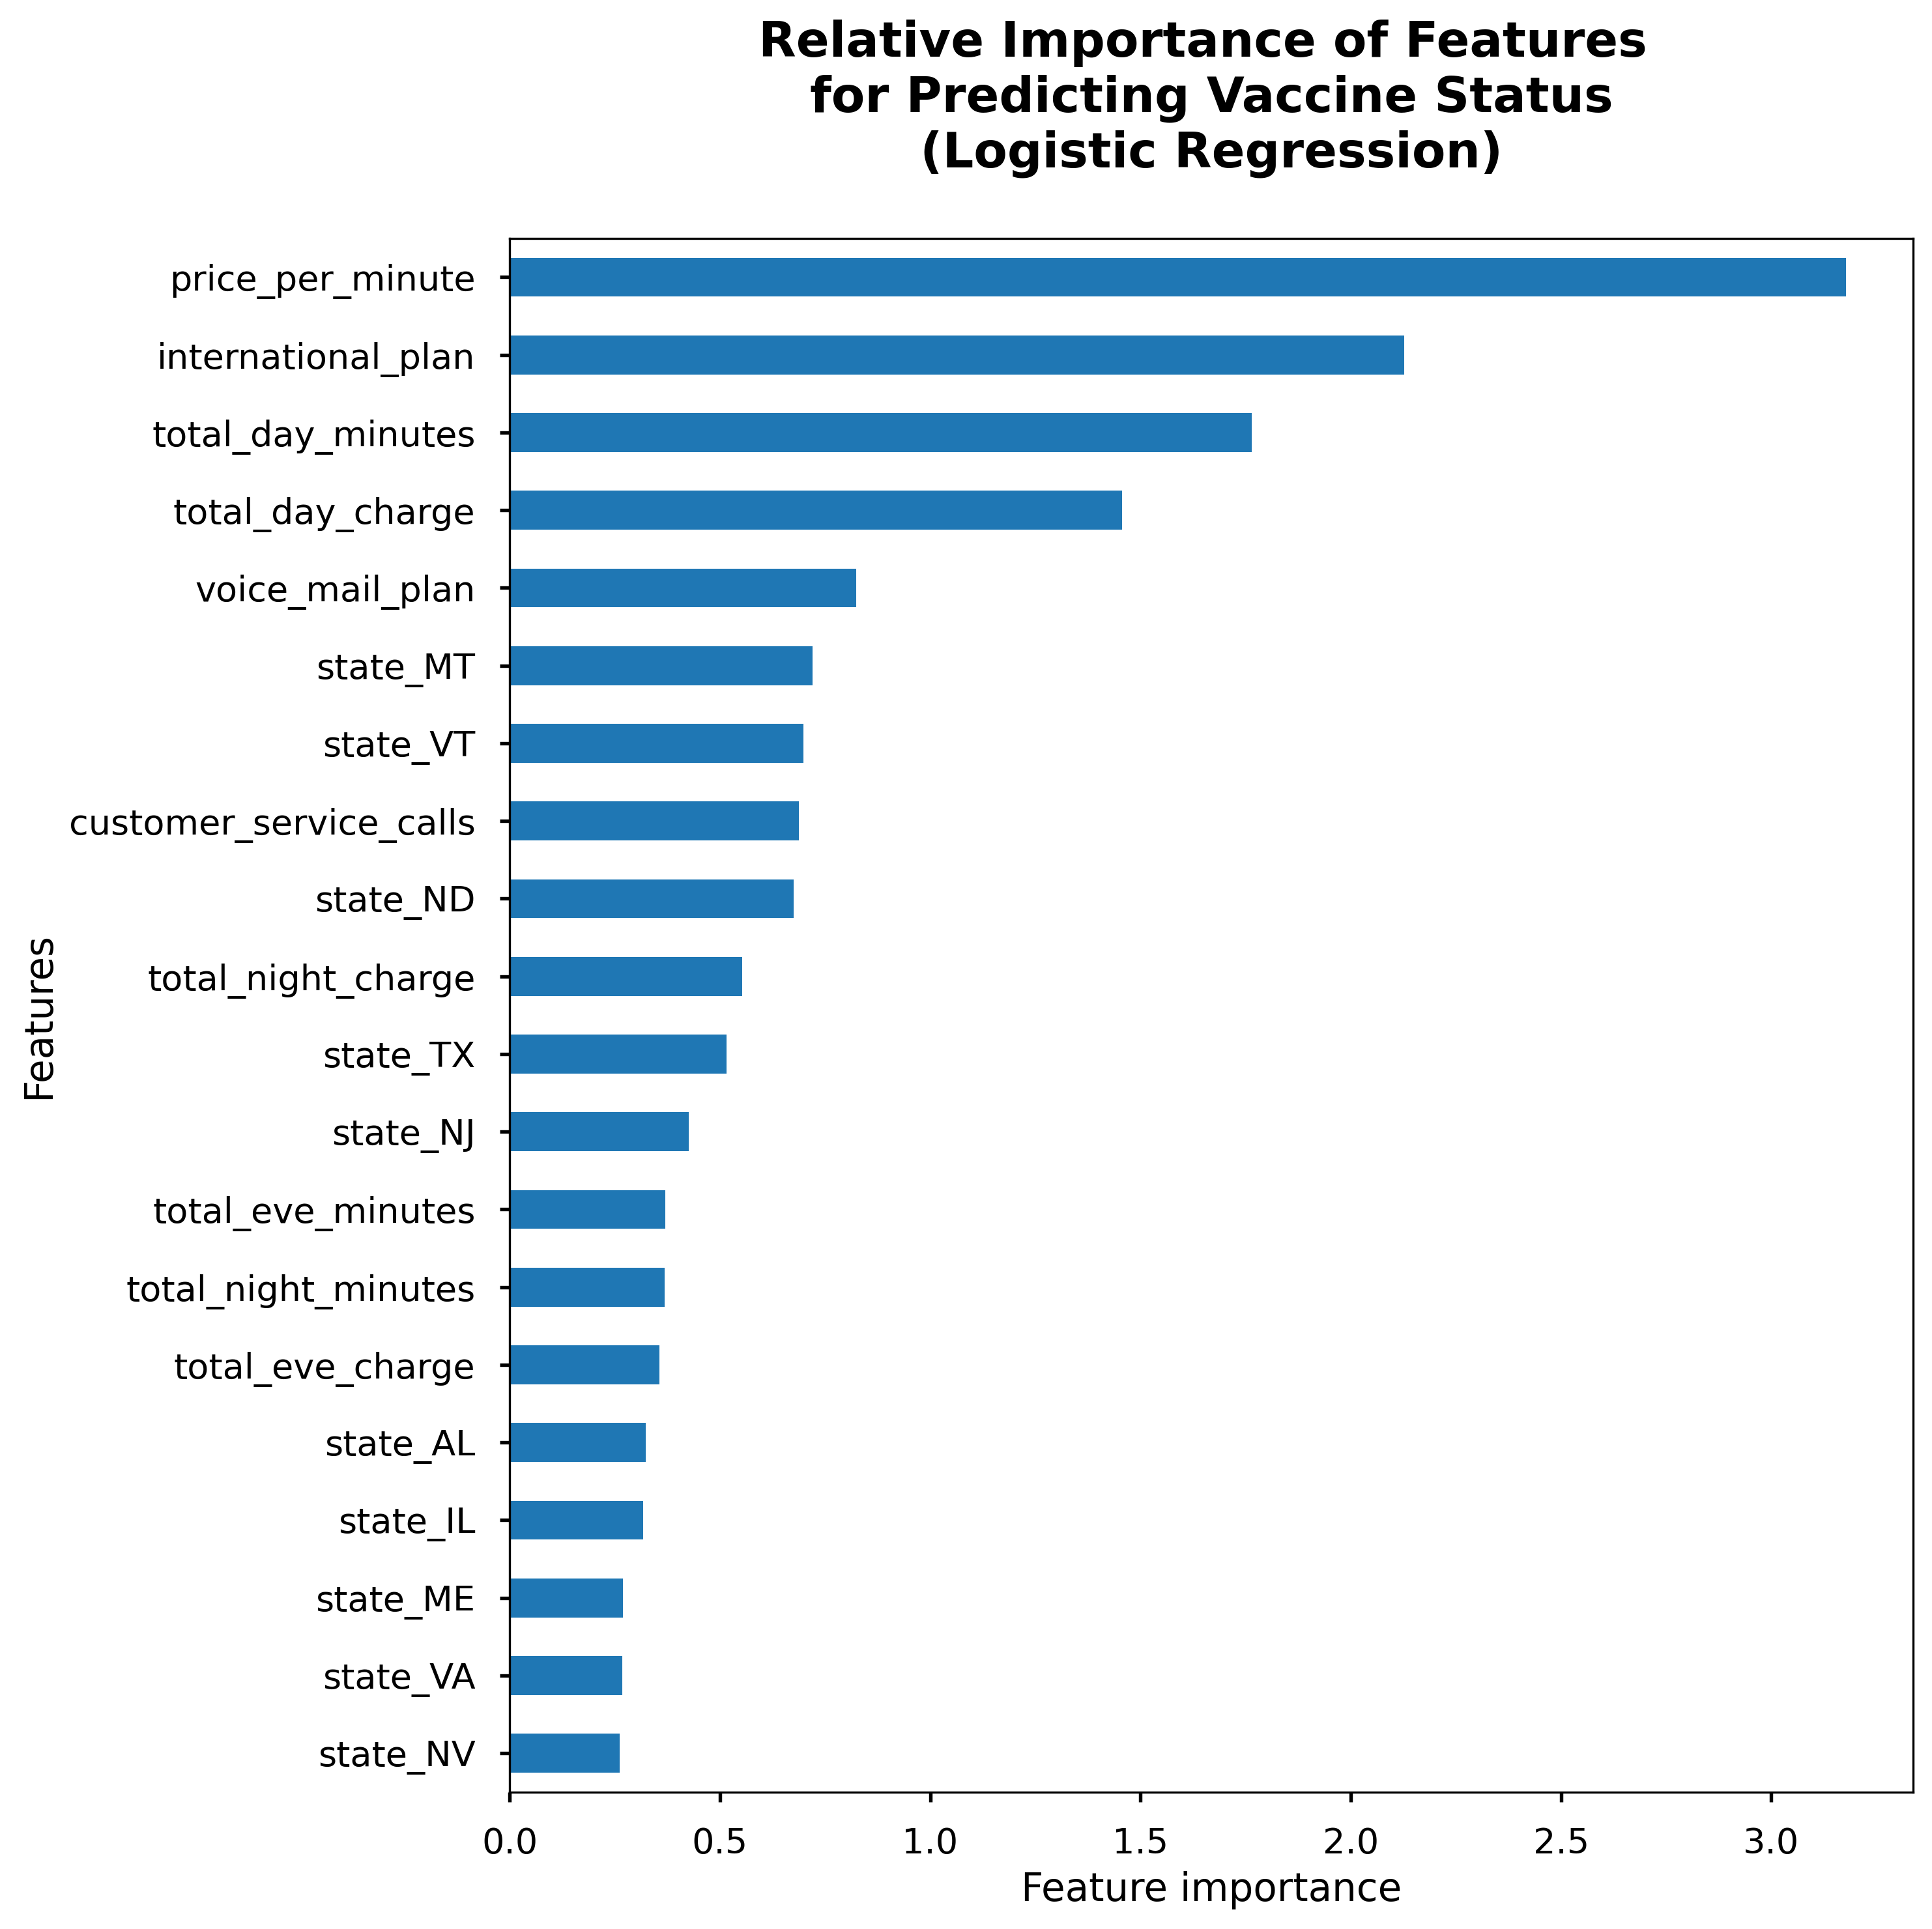 Relative Importance of Features
for Predicting Vaccine Status
(Logistic Regression)
price_per_minute
international_plan
total_day_minutes
total_day_charge
voice_mail_plan
state_MT
state_VT
customer_service_calls
state_ND
total_night_charge
state_TX
state_NJ
total_eve_minutes
total_night_minutes
total_eve_charge
state_AL
state_IL
state_ME
state_VA
state_NV
Features
0.0 0.5 1.0 1.5 2.0 2.5 3.0
Feature importance